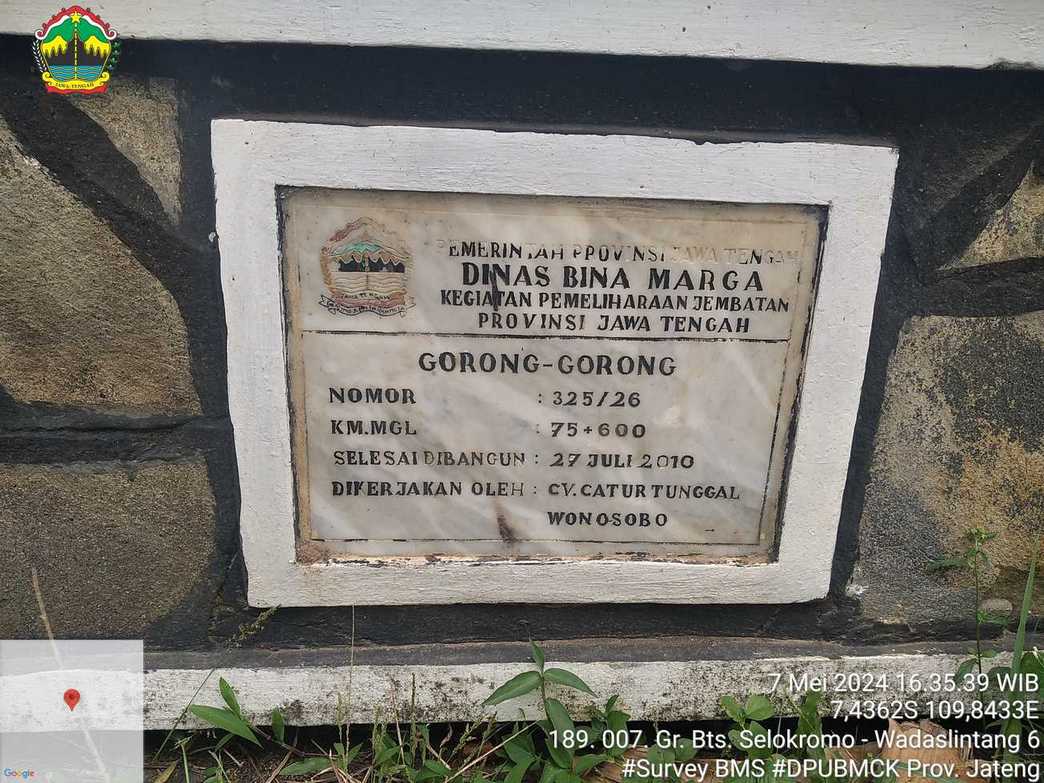 JAWA TENGAH
PEMERINTAH PROVINSI JAWA TENGAH
DINAS BINA MARGA
KEGIATAN PEMELIHARAAN JEMBATAN
PROVINSI JAWA TENGAH
GORONG-GORONG
NOMOR : 325/26
KM.MGL : 75+600
SELESAI DIBANGUN : 27 JULI 2010
DIKERJAKAN OLEH : CV. CATUR TUNGGAL
WONOSOBO
7 Mei 2024 16.35.39 WIB
7,4362S 109,8433E
189. 007. Gr. Bts. Selokromo - Wadaslintang 6
#Survey BMS #DPUBMCK Prov. Jateng
Google